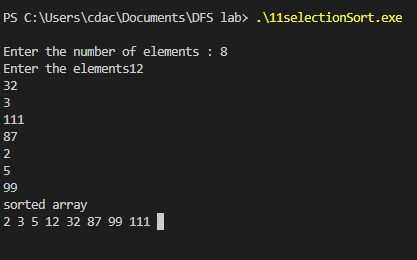 PS C:\Users\cdac\Documents\DFS lab> .\11selectionSort.exe
Enter the number of elements : 8
Enter the elements12
32
3
111
87
2
5
99
sorted array
2 3 5 12 32 87 99 111